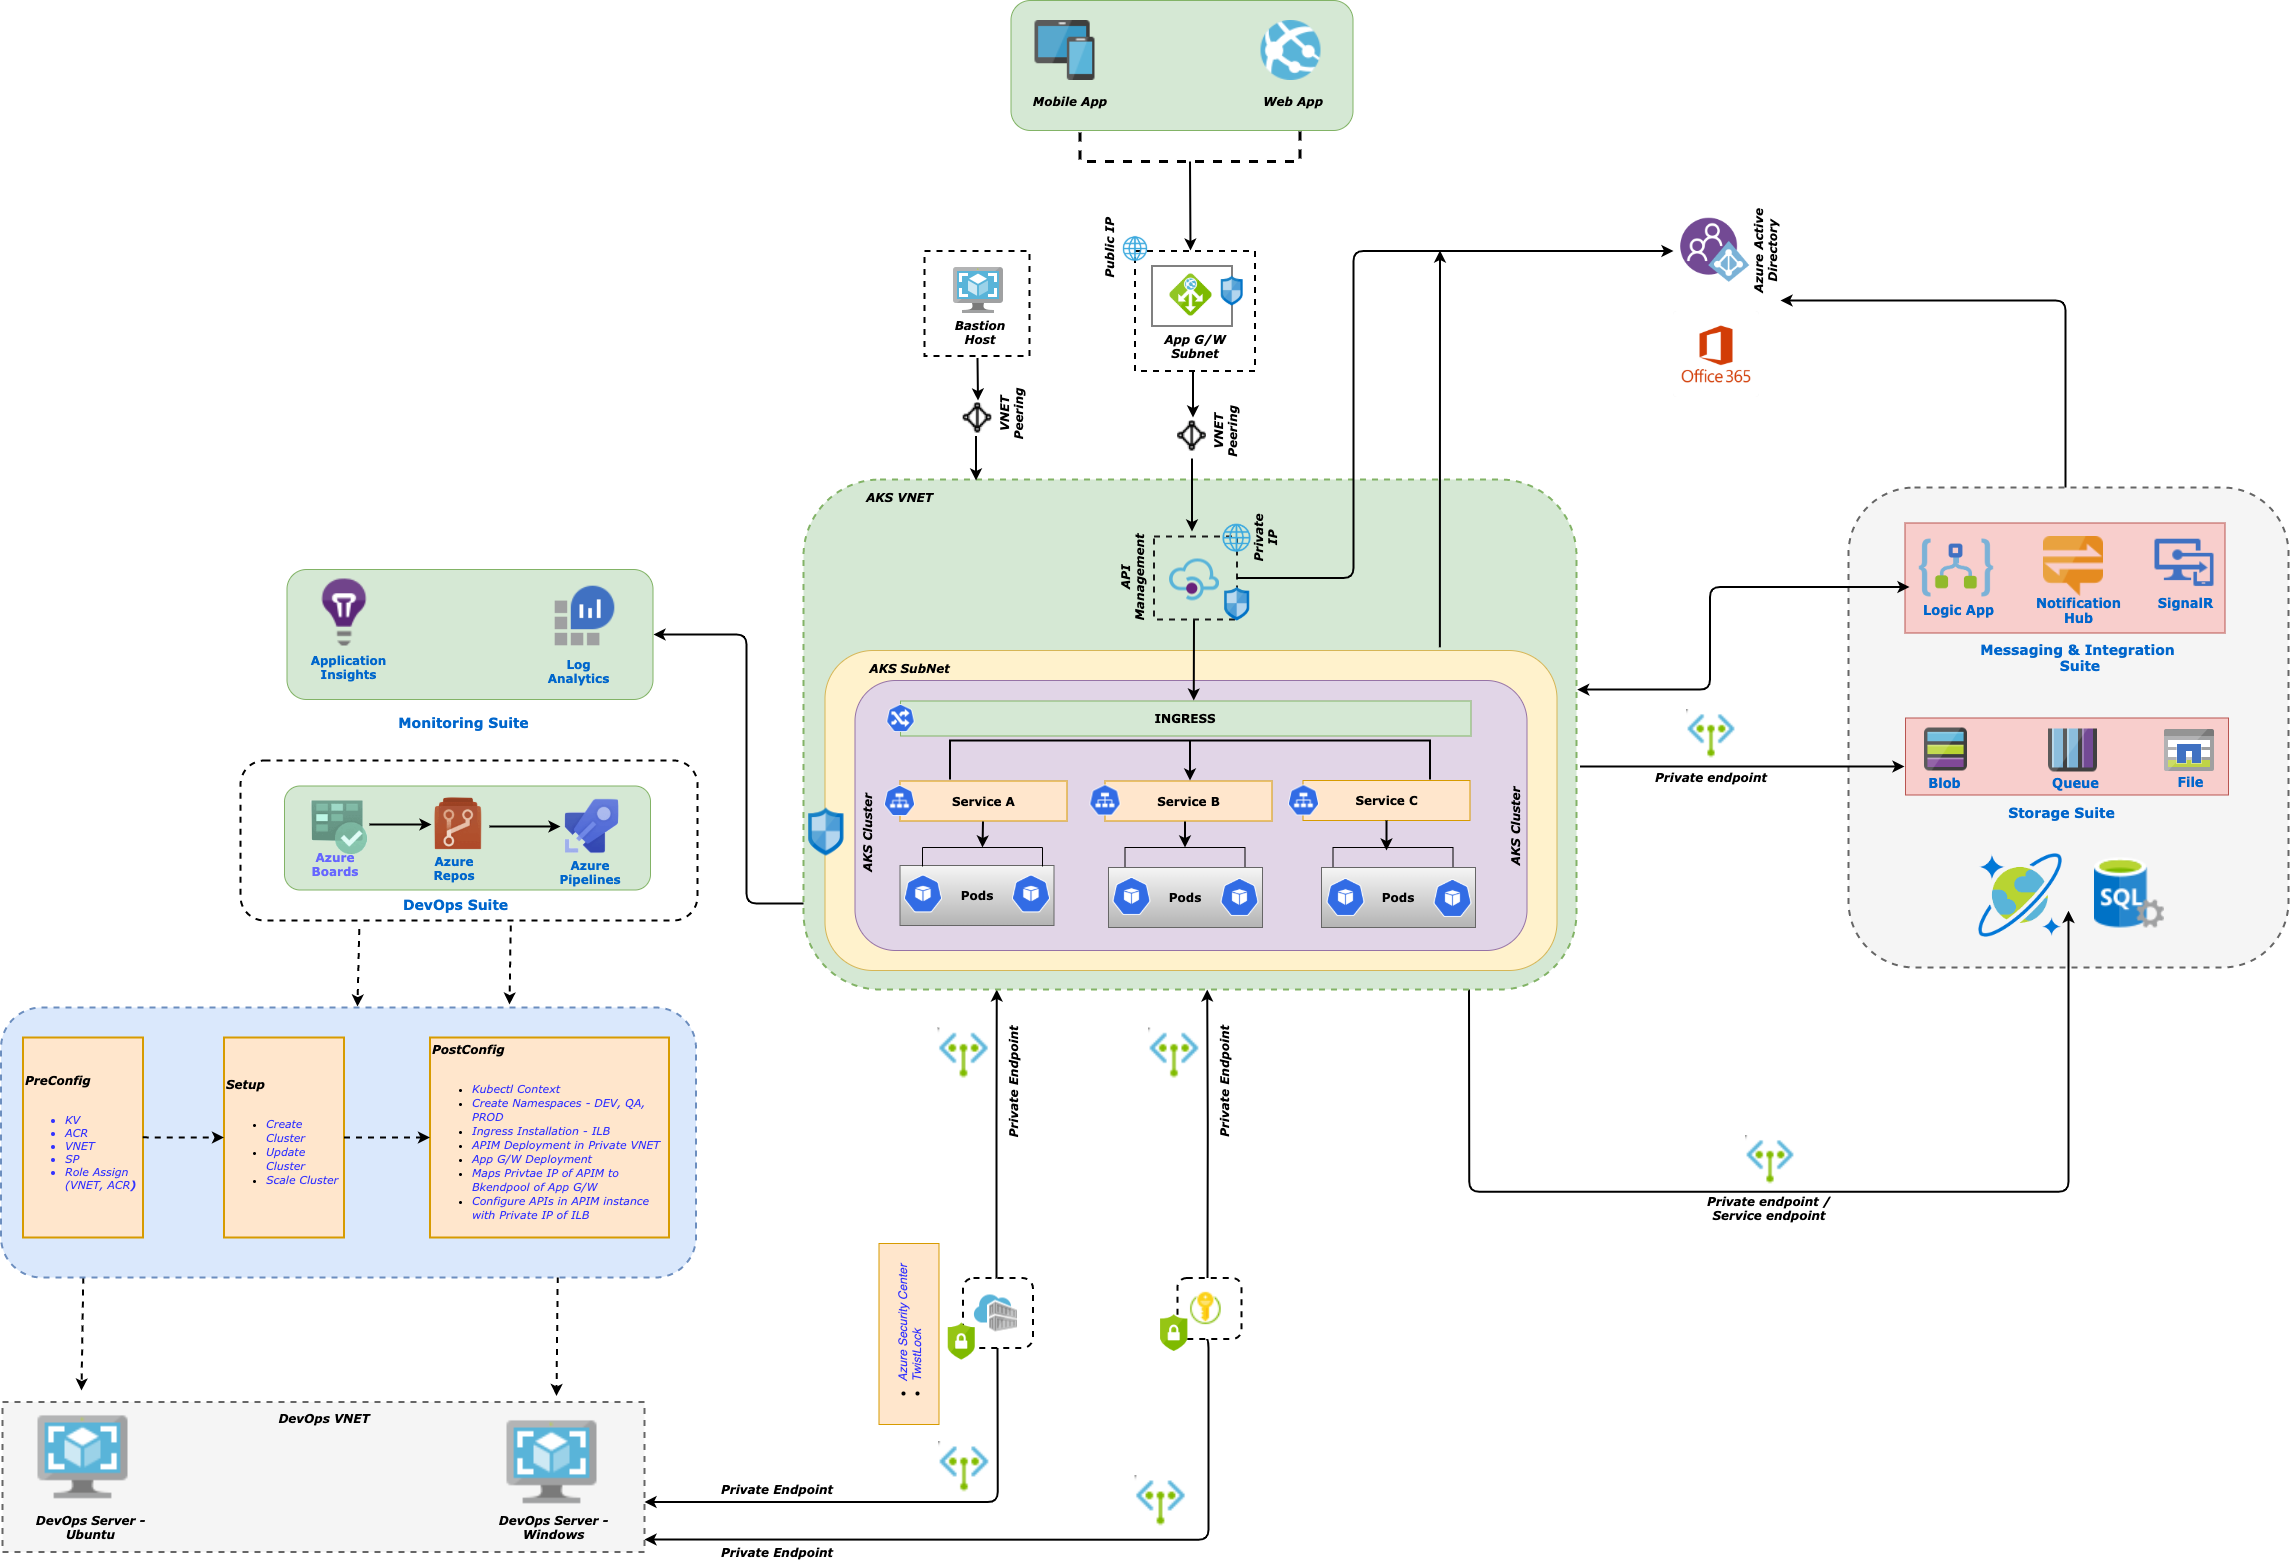 Mobile App
Web App
Public IP
Bastion
Host
App G/W
Subnet
Azure Active
Directory
Office 365
VNET
Peering
VNET
Peering
AKS VNET
Private
IP
API
Management
AKS SubNet
INGRESS
Service A
Service B
Service C
AKS Cluster
AKS Cluster
Pods
Pods
Pods
Application
Insights
Log
Analytics
Monitoring Suite
Azure
Boards
Azure
Repos
Azure
Pipelines
DevOps Suite
Logic App
Notification
Hub
SignalR
Messaging & Integration
Suite
Private endpoint
Blob
Queue
File
Storage Suite
SQL
PreConfig
• KV
• ACR
• VNET
• SP
• Role Assign
(VNET, ACR)
Setup
• Create
Cluster
• Update
Cluster
• Scale Cluster
PostConfig
• Kubectl Context
• Create Namespaces - DEV, QA,
PROD
• Ingress Installation - ILB
• APIM Deployment in Private VNET
• App G/W Deployment
• Maps Privtae IP of APIM to
Bkendpool of App G/W
• Configure APIs in APIM instance
with Private IP of ILB
Private Endpoint
Private Endpoint
Private endpoint /
Service endpoint
• Azure Security Center
• TwistLock
DevOps VNET
DevOps Server -
Ubuntu
DevOps Server -
Windows
Private Endpoint
Private Endpoint